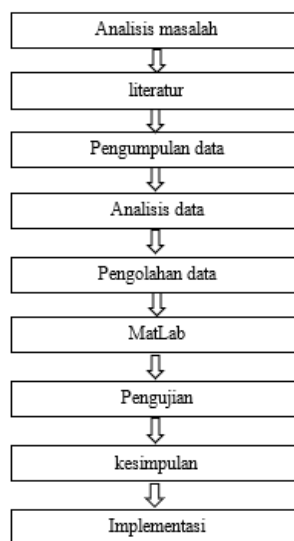 Analisis masalah
literatur
Pengumpulan data
Analisis data
Pengolahan data
MatLab
Pengujian
kesimpulan
Implementasi